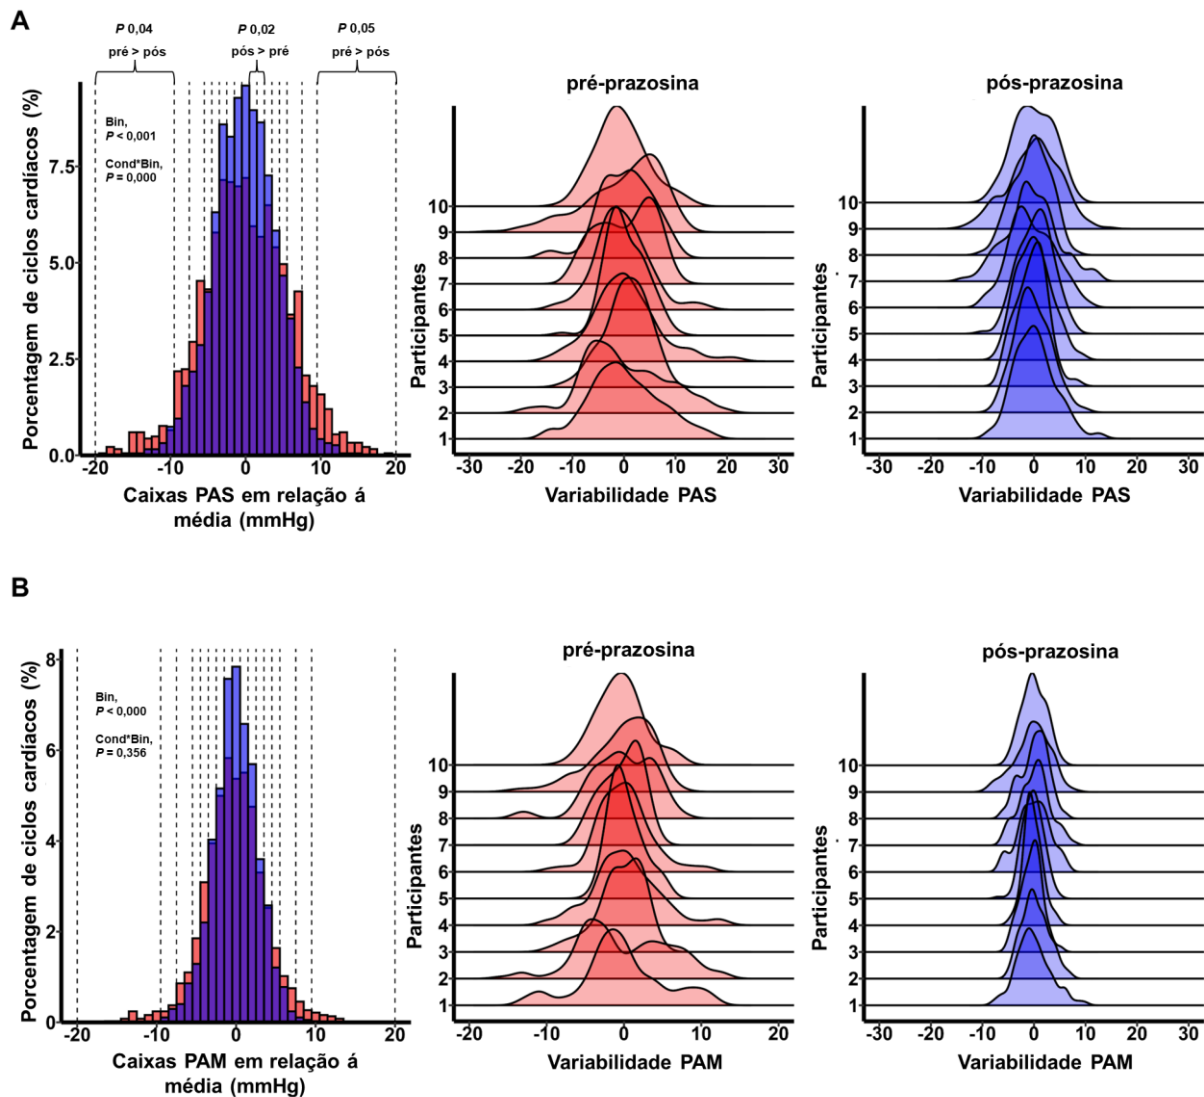 A
P 0,04
pré > pós
P 0,02
pós > pré
P 0,05
pré > pós
Porcentagem de ciclos cardíacos (%)
7.5
5.0
2.5
0.0
Bin,
P < 0,001
Cond*Bin,
P = 0,000
-20 -10 0 10 20
Caixas PAS em relação á
média (mmHg)
pré-prazosina
Participantes
10
9
8
7
6
5
4
3
2
1
-30 -20 -10 0 10 20 30
Variabilidade PAS
pós-prazosina
Participantes
10
9
8
7
6
5
4
3
2
1
-30 -20 -10 0 10 20 30
Variabilidade PAS
B
Porcentagem de ciclos cardíacos (%)
8
6
4
2
0
Bin,
P < 0,000
Cond*Bin,
P = 0,356
-20 -10 0 10 20
Caixas PAM em relação á
média (mmHg)
pré-prazosina
Participantes
10
9
8
7
6
5
4
3
2
1
-20 -10 0 10 20
Variabilidade PAM
pós-prazosina
Participantes
10
9
8
7
6
5
4
3
2
1
-30 -20 -10 0 10 20 30
Variabilidade PAM